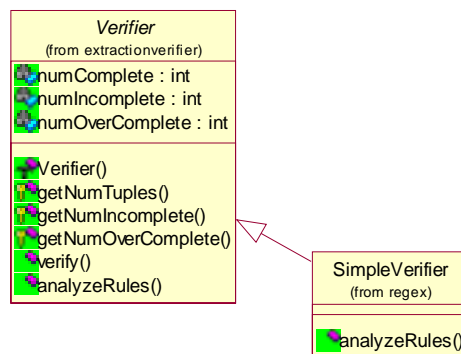 Verifier
(from extractionverifier)
numComplete : int
numIncomplete : int
numOverComplete : int
Verifier()
getNumTuples()
getNumIncomplete()
getNumOverComplete()
verify()
analyzeRules()
SimpleVerifier
(from regex)
analyzeRules()